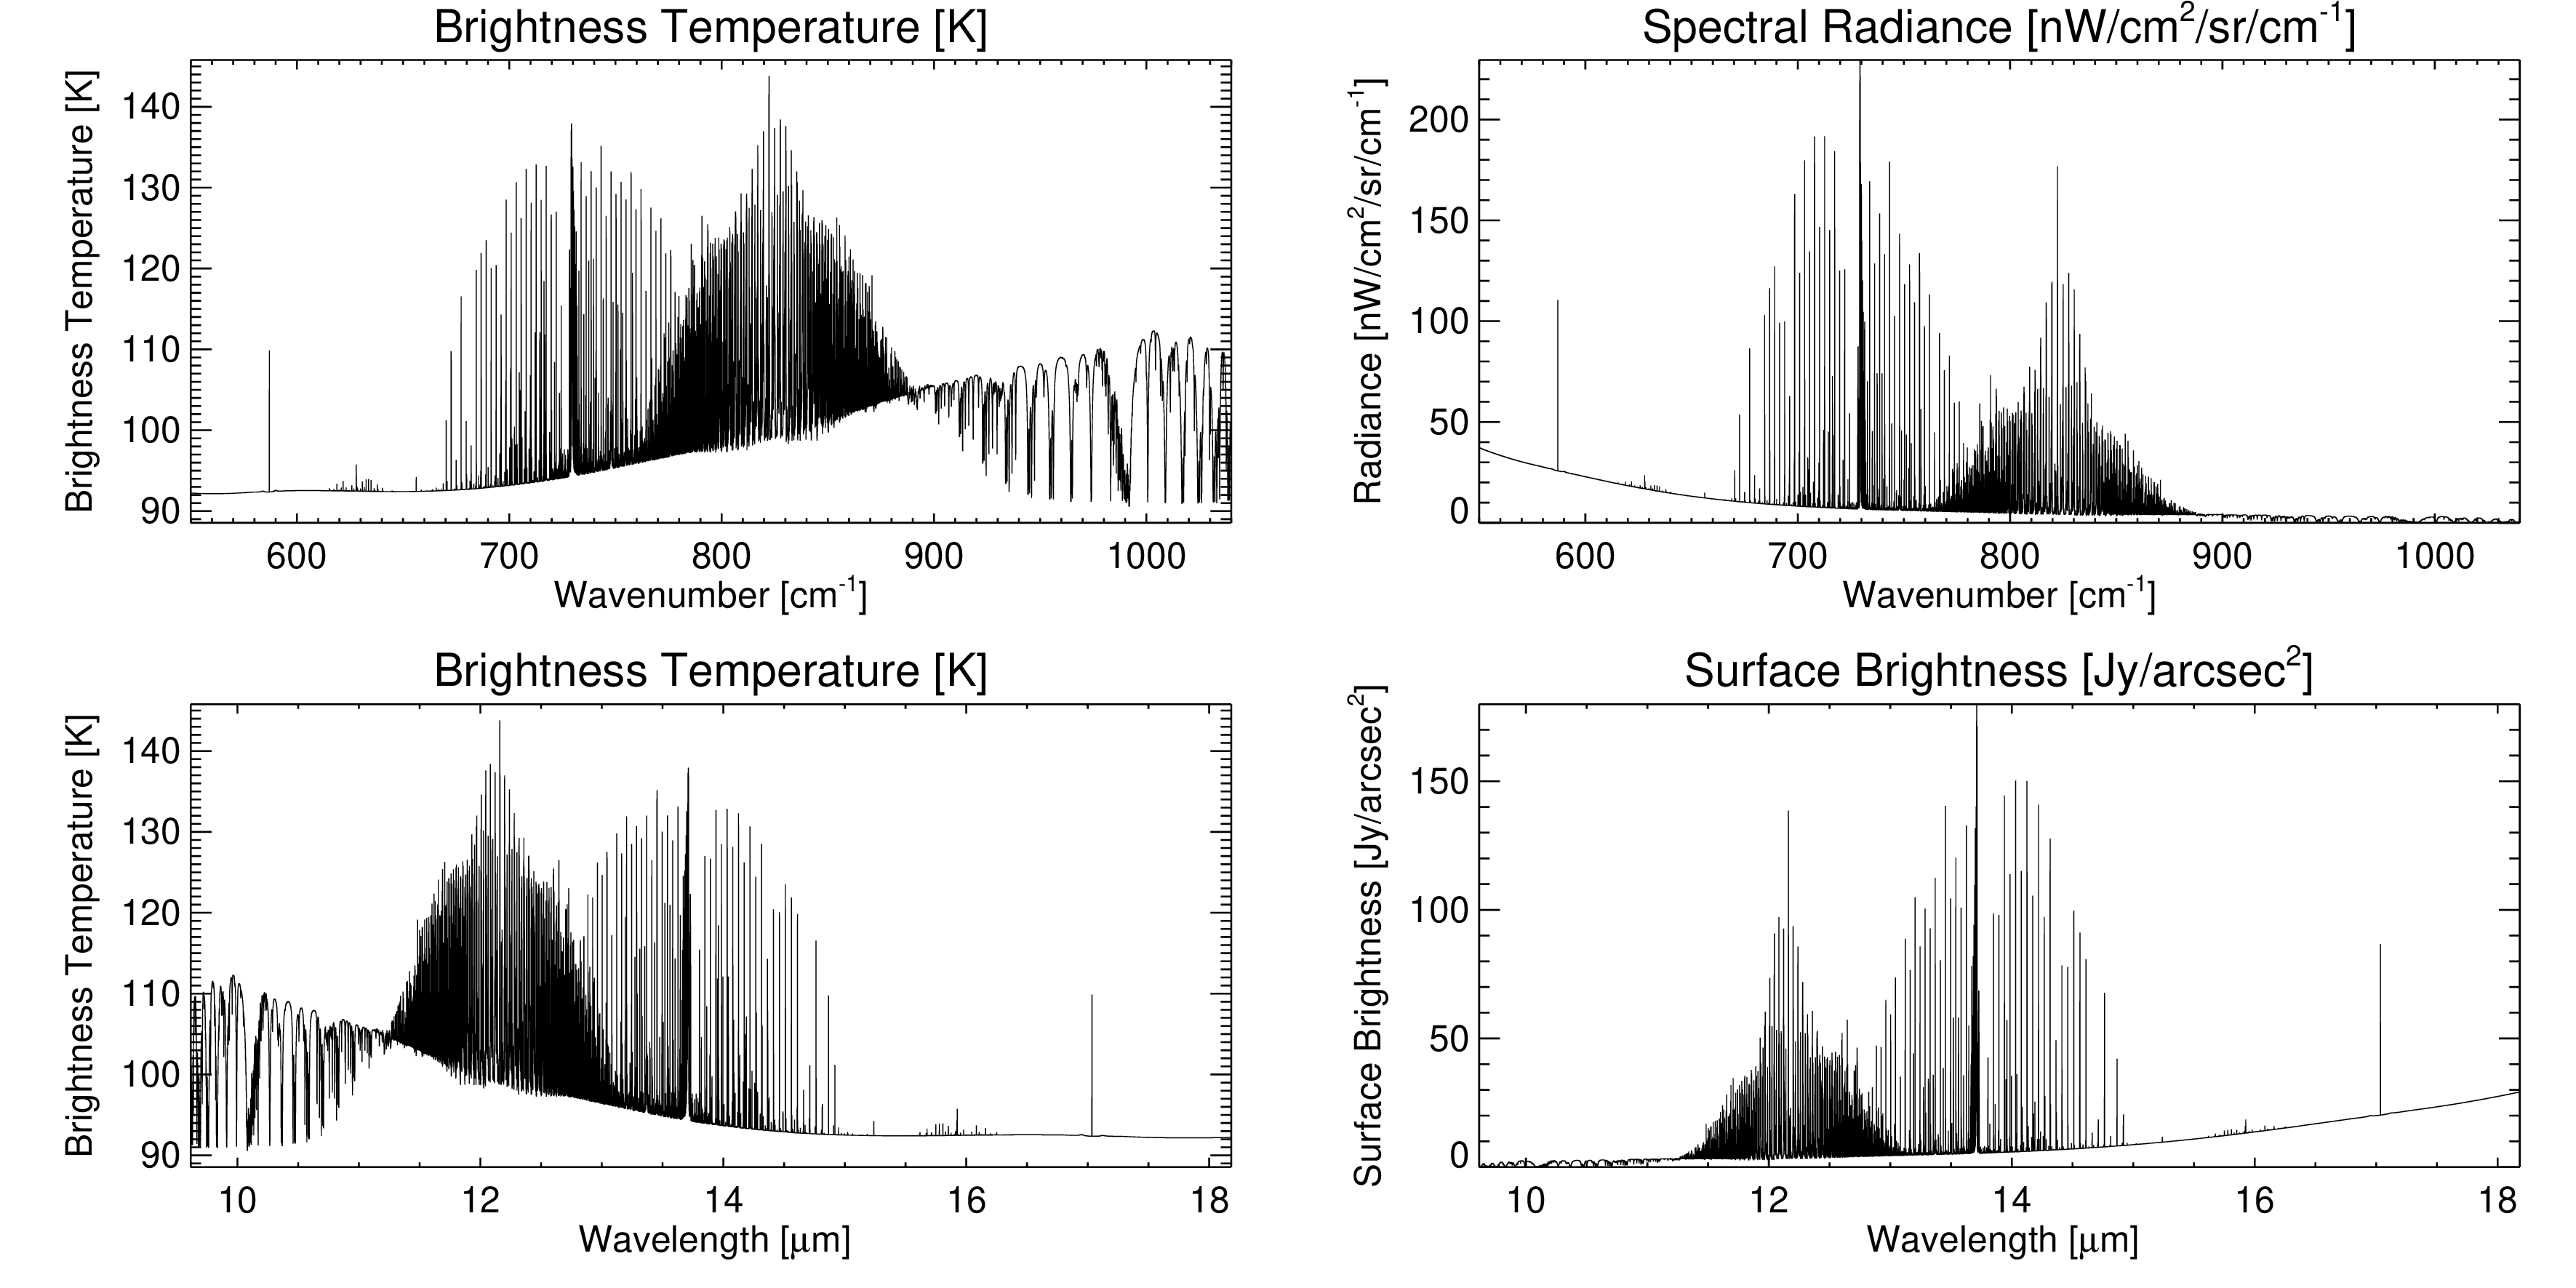 Brightness Temperature [K]
Brightness Temperature [K]
140
130
120
110
100
90
600 700 800 900 1000
Wavenumber [cm-1]
Spectral Radiance [nW/cm2/sr/cm-1]
Radiance [nW/cm2/sr/cm-1]
200
150
100
50
0
600 700 800 900 1000
Wavenumber [cm-1]
Brightness Temperature [K]
Brightness Temperature [K]
140
130
120
110
100
90
10 12 14 16 18
Wavelength [μm]
Surface Brightness [Jy/arcsec2]
Surface Brightness [Jy/arcsec2]
150
100
50
0
10 12 14 16 18
Wavelength [μm]